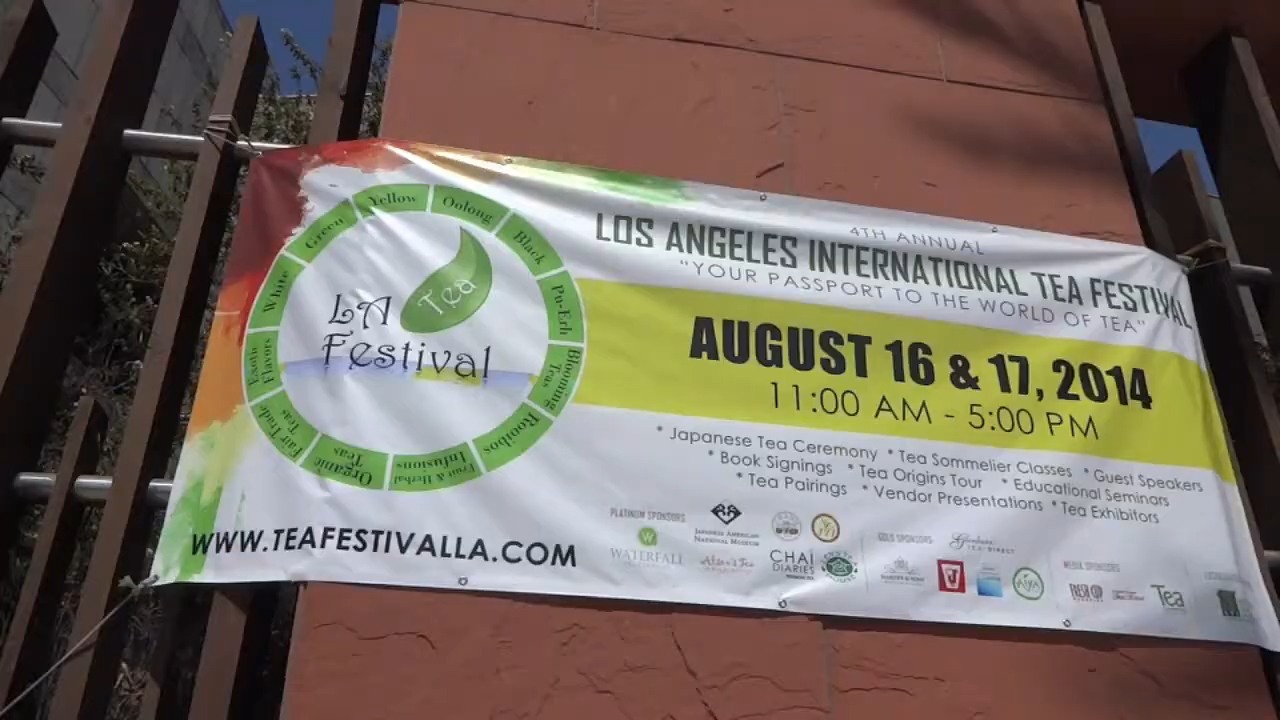 4TH ANNUAL
LOS ANGELES INTERNATIONAL TEA FESTIVAL
"YOUR PASSPORT TO THE WORLD OF TEA"
AUGUST 16 & 17, 2014
11:00 AM - 5:00 PM
* Japanese Tea Ceremony * Tea Sommelier Classes * Guest Speakers
* Book Signings * Tea Origins Tour * Educational Seminars
* Tea Pairings * Vendor Presentations * Tea Exhibitors
LA Tea
Festival
Yellow
Oolong
Black
Pu-Erh
Blooming Teas
Rooibos
Fruit & Herbal Infusions
Organic Teas
Fair Trade Teas
Exotic Flavors
White
Green
WWW.TEAFESTIVALLA.COM
PLATINUM SPONSORS
WATERFALL
JAPANESE AMERICAN
NATIONAL MUSEUM
CHAI
DIARIES
GOLD SPONSORS
TEA DIRECT
AIYA
MEDIA SPONSORS
Tea